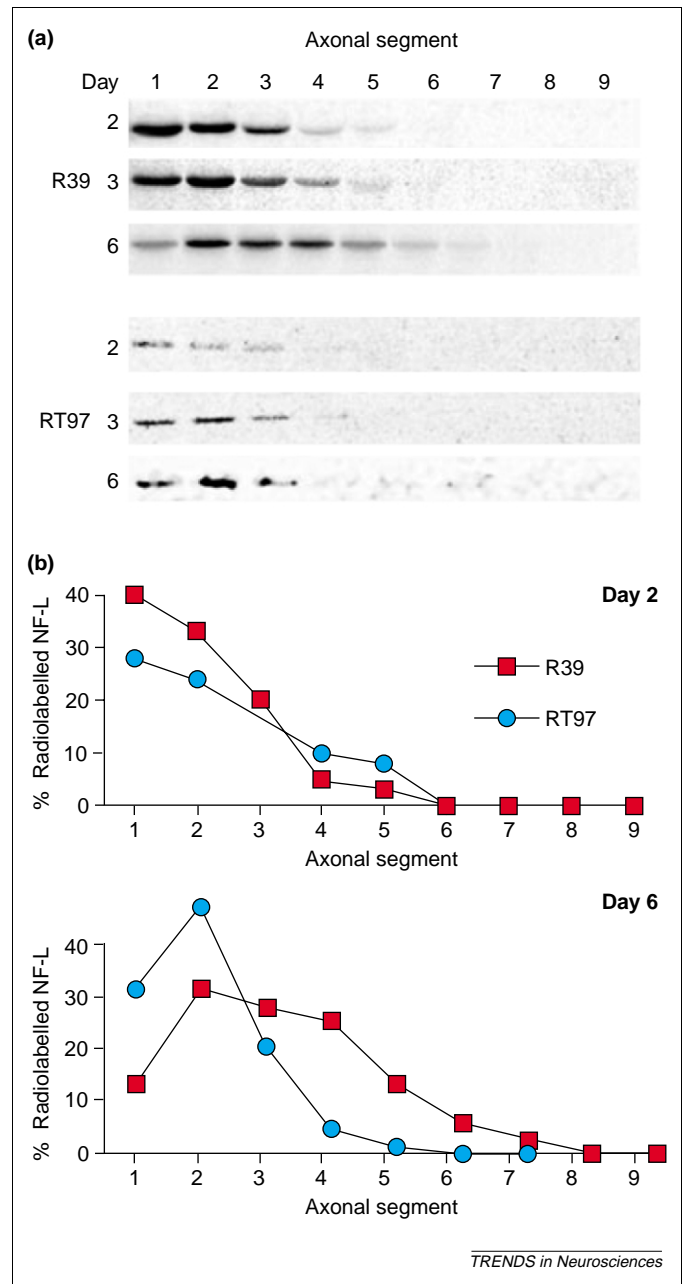 (a) Axonal segment
Day 1 2 3 4 5 6 7 8 9
2
R39 3
6
2
RT97 3
6
(b)
Day 2
% Radiolabelled NF-L
40
30
20
10
0
R39
RT97
1 2 3 4 5 6 7 8 9
Axonal segment
Day 6
% Radiolabelled NF-L
40
30
20
10
0
1 2 3 4 5 6 7 8 9
Axonal segment
TRENDS in Neurosciences